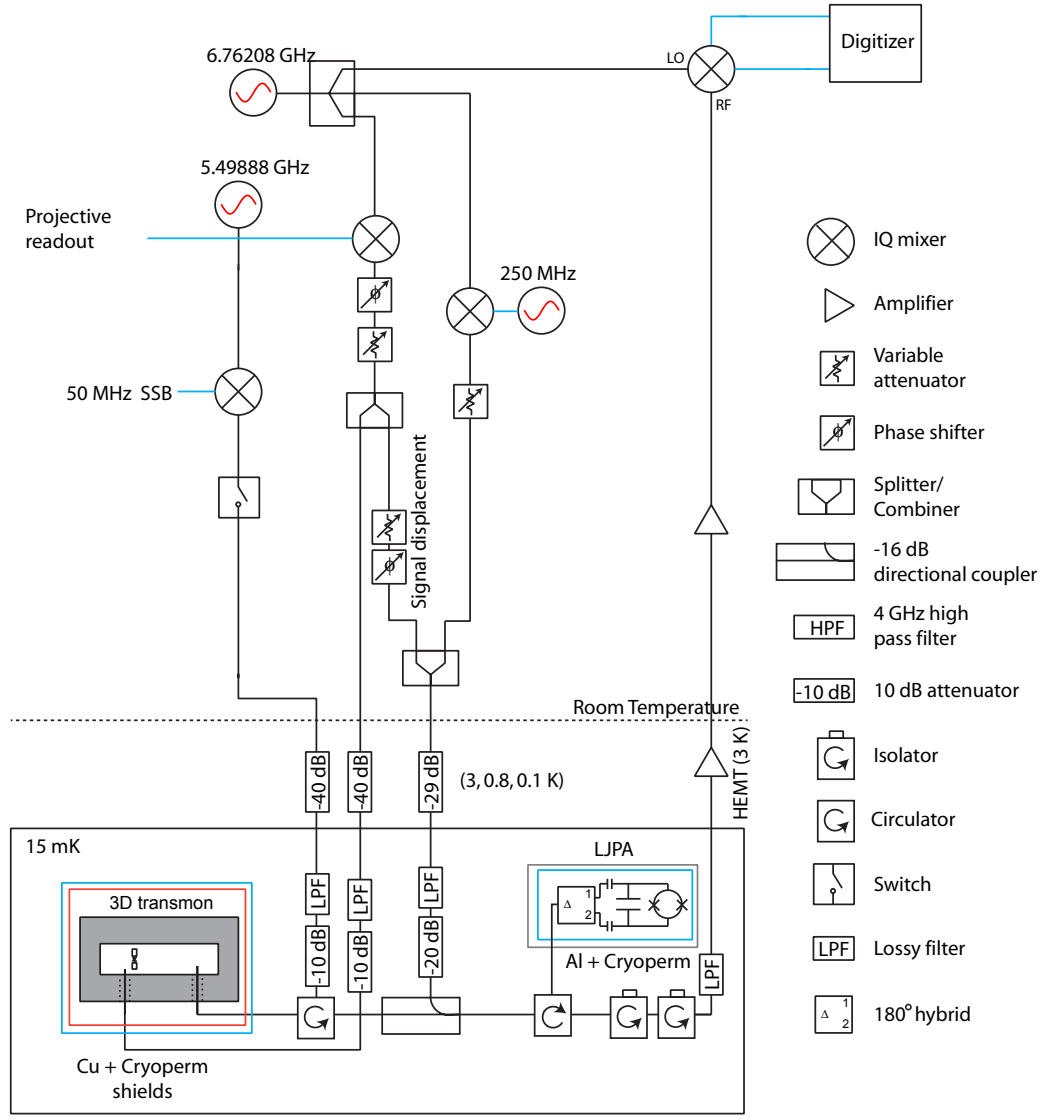 6.76208 GHz
LO
RF
Digitizer
5.49888 GHz
Projective
readout
ϕ
250 MHz
50 MHz SSB
Signal displacement
ϕ
Room Temperature
-40 dB
-40 dB
-29 dB
(3, 0.8, 0.1 K)
HEMT (3 K)
15 mK
LJPA
3D transmon
LPF
LPF
LPF
Δ
1
2
-10 dB
-10 dB
-20 dB
Al + Cryoperm
LPF
Cu + Cryoperm
shields
IQ mixer
Amplifier
Variable
attenuator
ϕ
Phase shifter
Splitter/
Combiner
-16 dB
directional coupler
HPF
4 GHz high
pass filter
-10 dB
10 dB attenuator
Isolator
Circulator
Switch
LPF
Lossy filter
Δ
1
2
180° hybrid